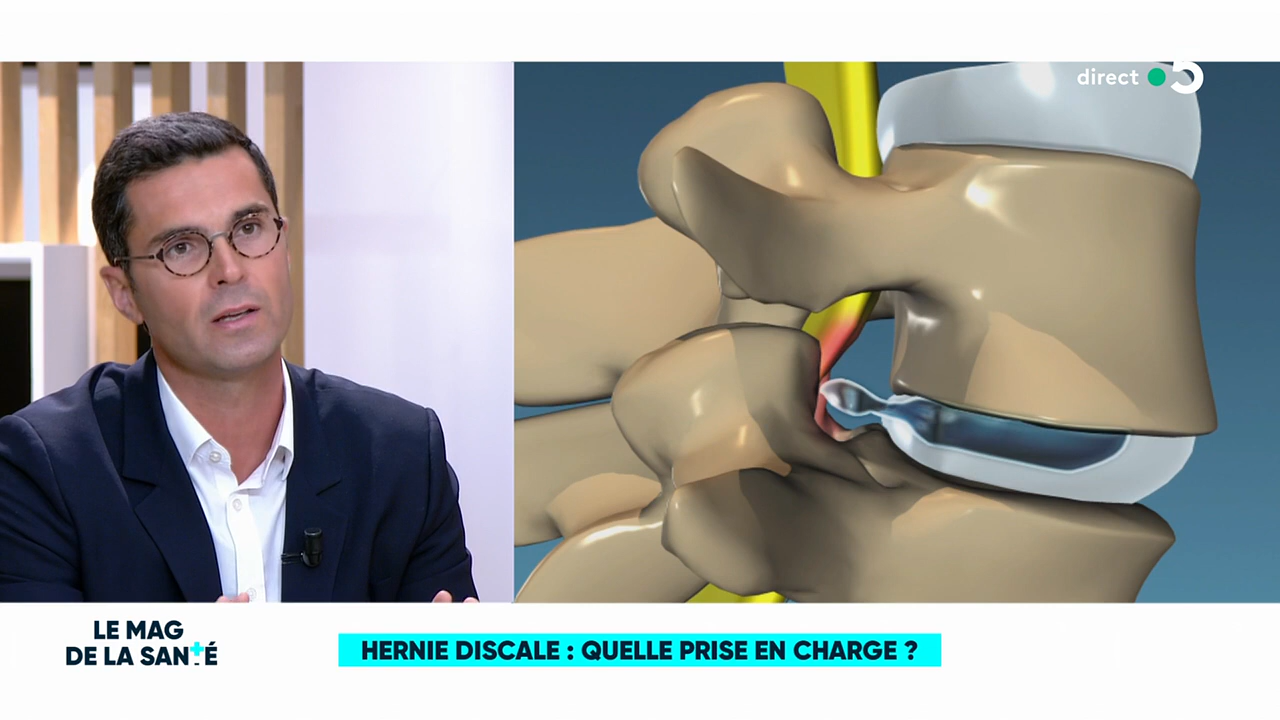 direct 5
LE MAG
DE LA SANTÉ
HERNIE DISCALE : QUELLE PRISE EN CHARGE ?